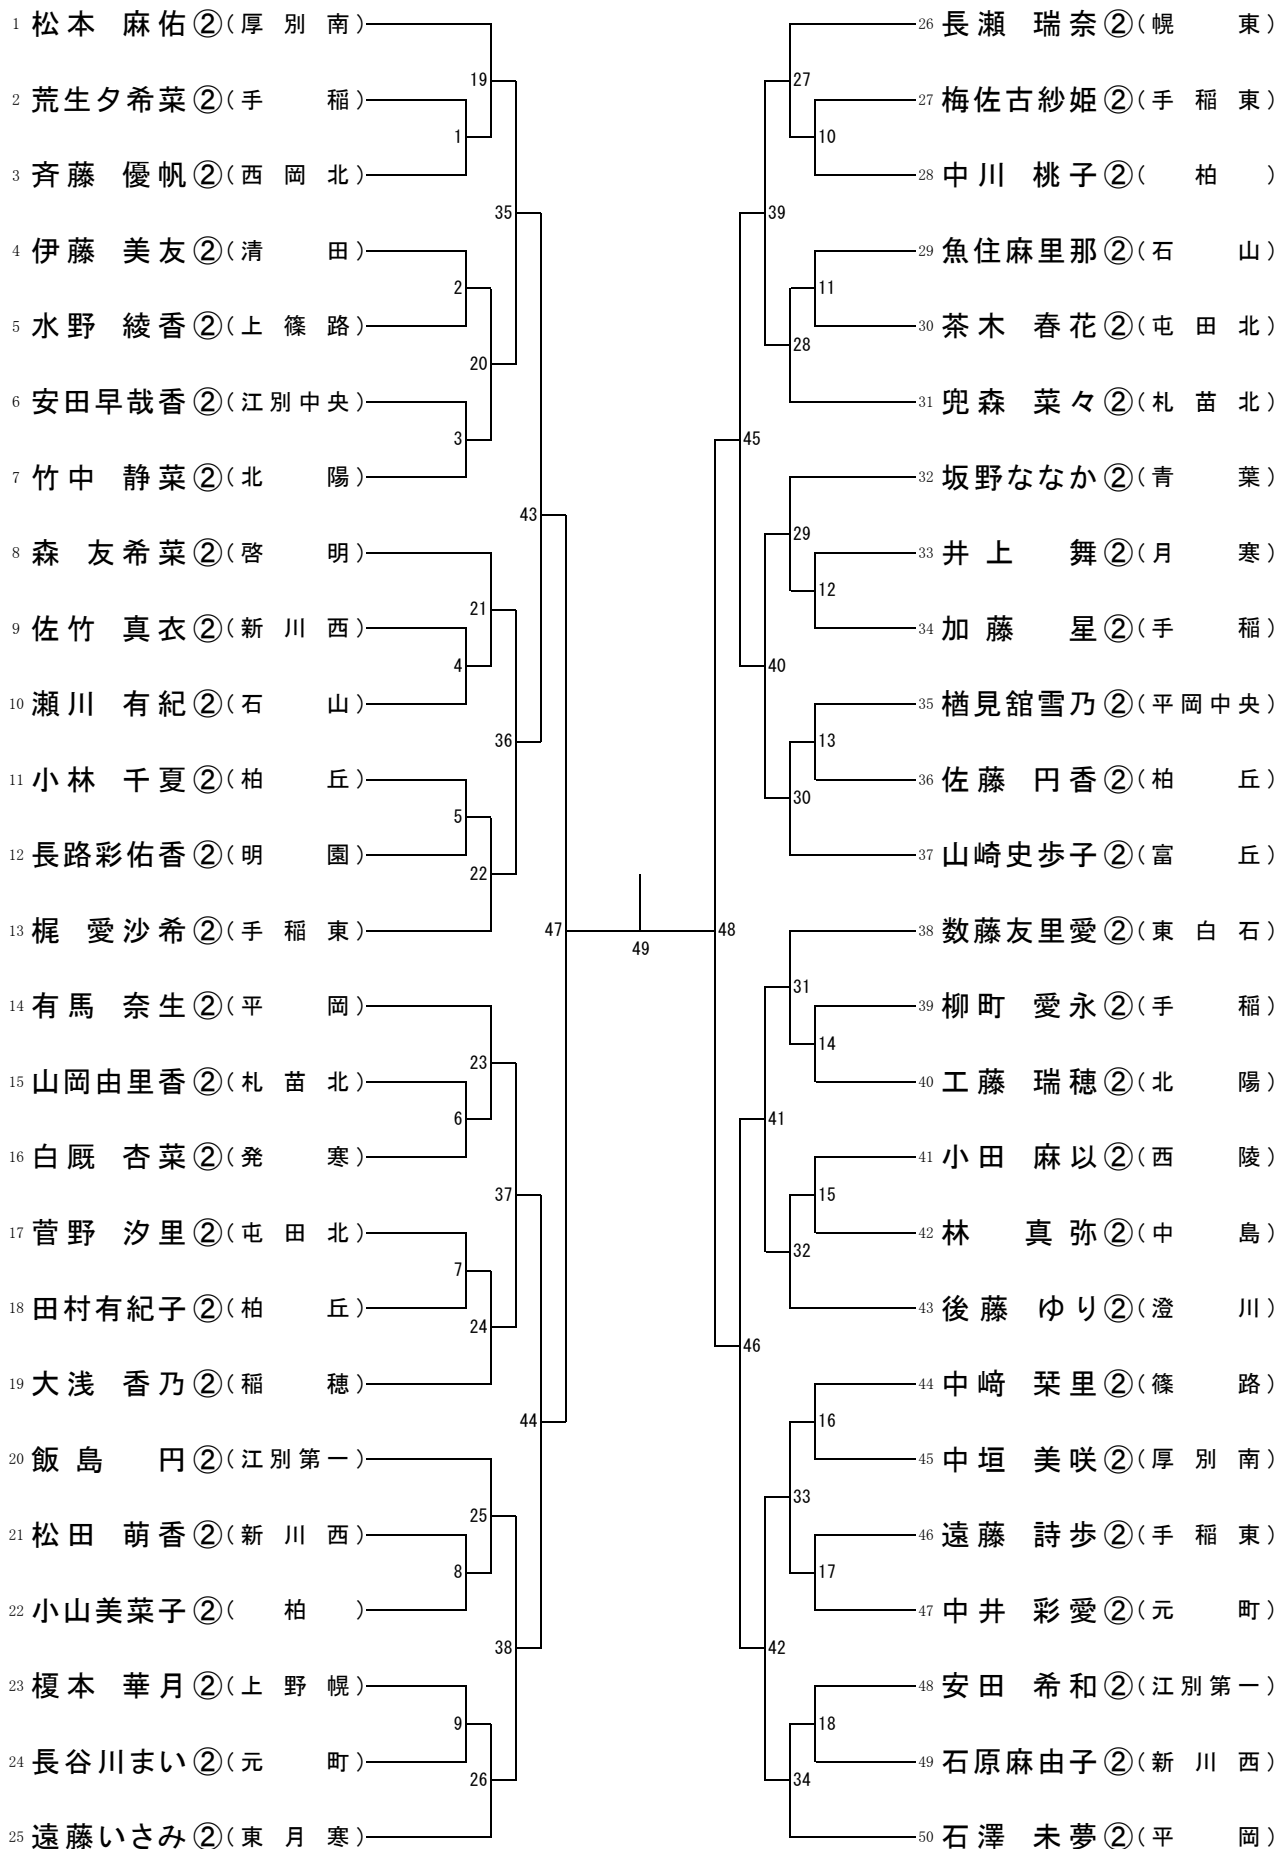 1 松本 麻佑②(厚別南)
2 荒生夕希菜②(手稲)
3 斉藤 優帆②(西岡北)
4 伊藤 美友②(清田)
5 水野 綾香②(上篠路)
6 安田早哉香②(江別中央)
7 竹中 静菜②(北陽)
8 森 友希菜②(啓明)
9 佐竹 真衣②(新川西)
10 瀬川 有紀②(石山)
11 小林 千夏②(柏丘)
12 長路彩佑香②(明園)
13 梶 愛沙希②(手稲東)
14 有馬 奈生②(平岡)
15 山岡由里香②(札苗北)
16 白厩 杏菜②(発寒)
17 菅野 汐里②(屯田北)
18 田村有紀子②(柏丘)
19 大浅 香乃②(稲穂)
20 飯島 円②(江別第一)
21 松田 萌香②(新川西)
22 小山美菜子②(柏)
23 榎本 華月②(上野幌)
24 長谷川まい②(元町)
25 遠藤いさみ②(東月寒)
19
1
35
2
20
3
43
21
4
36
5
22
47
23
6
37
7
24
44
25
8
38
9
26
49
27
10
39
11
28
45
29
12
40
13
30
48
31
14
41
15
32
46
16
33
17
42
18
34
26 長瀬 瑞奈②(幌東)
27 梅佐古紗姫②(手稲東)
28 中川 桃子②(柏)
29 魚住麻里那②(石山)
30 茶木 春花②(屯田北)
31 兜森 菜々②(札苗北)
32 坂野ななか②(青葉)
33 井上 舞②(月寒)
34 加藤 星②(手稲)
35 楢見舘雪乃②(平岡中央)
36 佐藤 円香②(柏丘)
37 山崎史歩子②(富丘)
38 数藤友里愛②(東白石)
39 柳町 愛永②(手稲)
40 工藤 瑞穂②(北陽)
41 小田 麻以②(西陵)
42 林 真弥②(中島)
43 後藤 ゆり②(澄川)
44 中﨑 栞里②(篠路)
45 中垣 美咲②(厚別南)
46 遠藤 詩歩②(手稲東)
47 中井 彩愛②(元町)
48 安田 希和②(江別第一)
49 石原麻由子②(新川西)
50 石澤 未夢②(平岡)